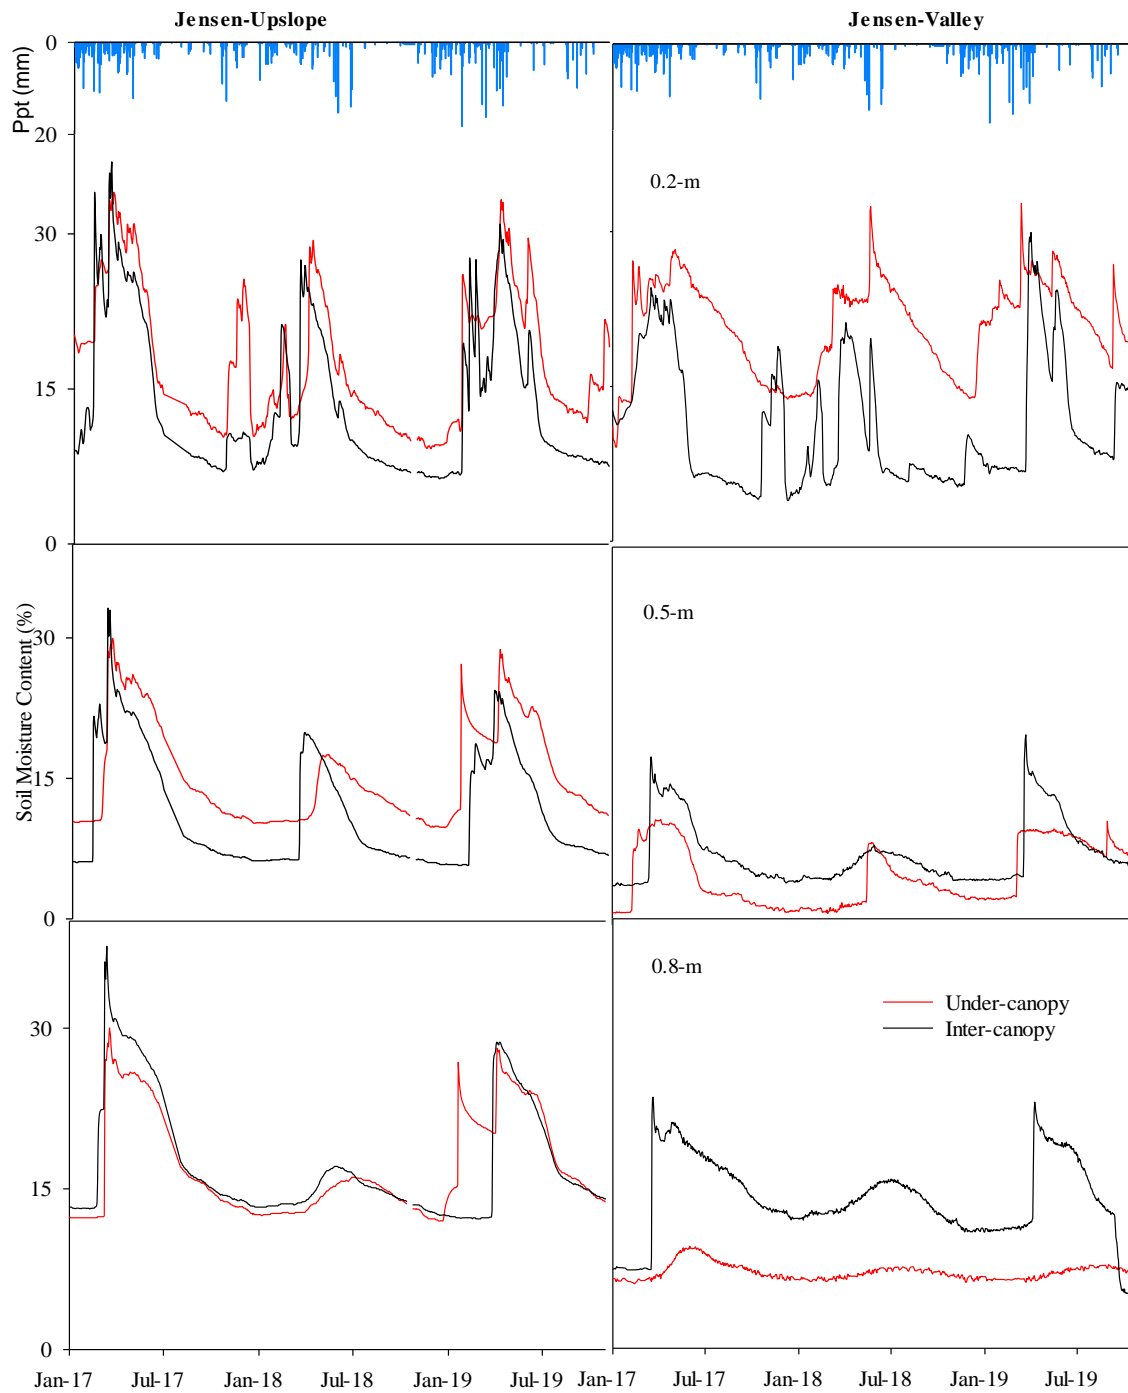 Jensen-Upslope
Jensen-Valley
Ppt (mm)
0
20
0.2-m
30
15
0
Soil Moisture Content (%)
0.5-m
30
15
0
0.8-m
Under-canopy
Inter-canopy
30
15
0
Jan-17 Jul-17 Jan-18 Jul-18 Jan-19 Jul-19 Jan-17 Jul-17 Jan-18 Jul-18 Jan-19 Jul-19